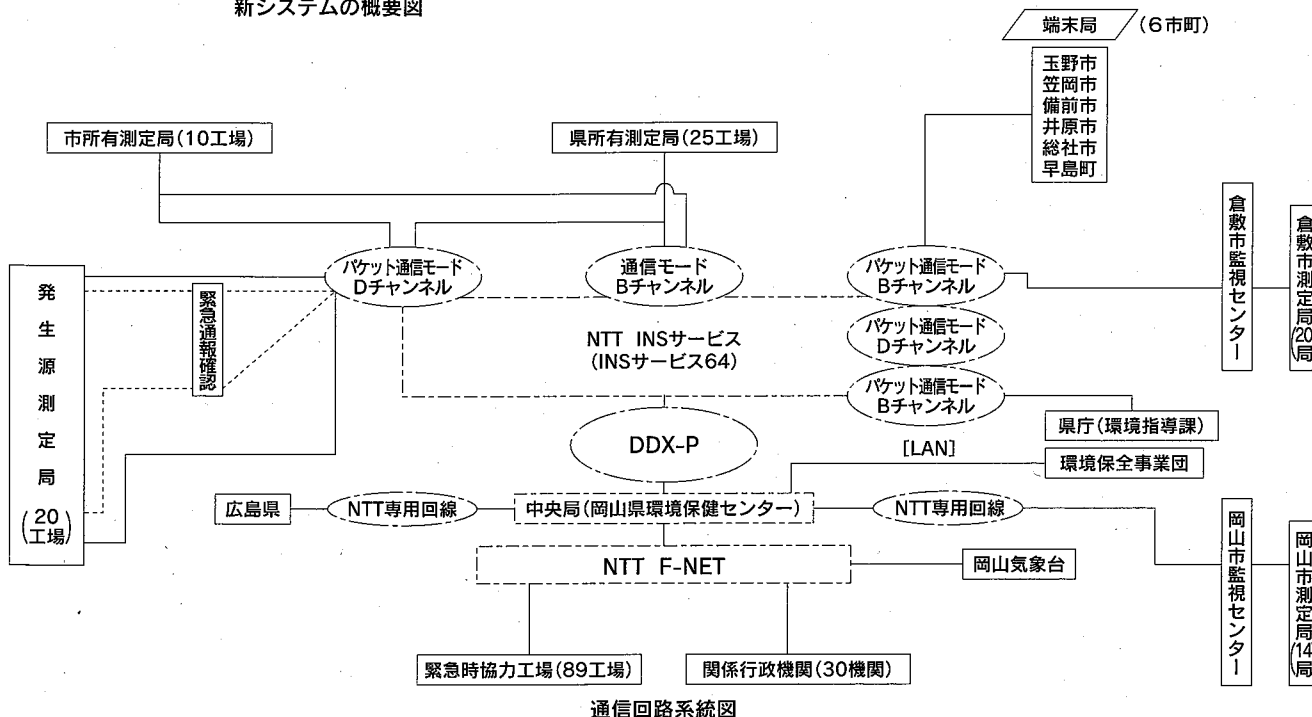 新システムの概要図
端末局
(6市町)
玉野市
笠岡市
備前市
井原市
総社市
早島町
市所有測定局(10工場)
県所有測定局(25工場)
パケット通信モード
Dチャンネル
通信モード
Bチャンネル
パケット通信モード
Bチャンネル
パケット通信モード
Dチャンネル
パケット通信モード
Bチャンネル
倉敷市監視センター
倉敷市測定局(20局)
発生源測定局(20工場)
緊急通報確認
NTT INSサービス
(INSサービス64)
DDX-P
[LAN]
県庁(環境指導課)
環境保全事業団
広島県
NTT専用回線
中央局(岡山県環境保健センター)
NTT専用回線
岡山市監視センター
岡山市測定局(14局)
NTT F-NET
岡山気象台
緊急時協力工場(89工場)
関係行政機関(30機関)
通信回路系統図